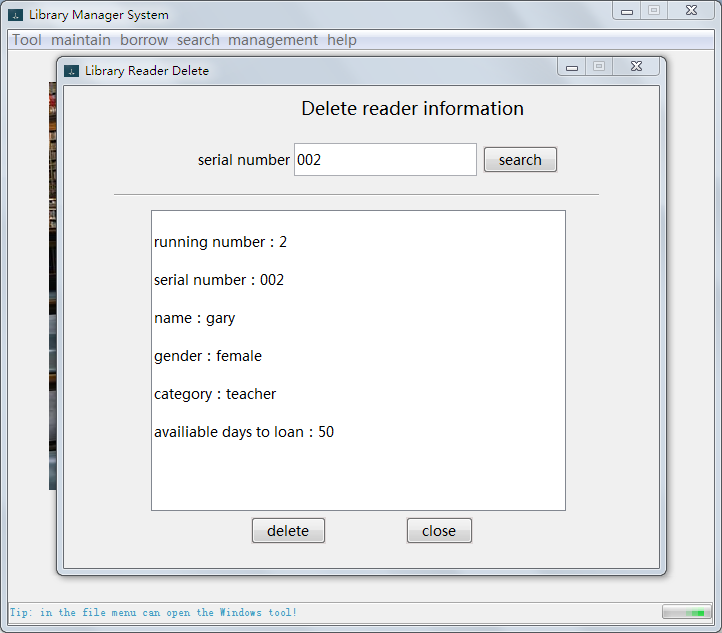 Library Manager System
Tool maintain borrow search management help
Library Reader Delete
Delete reader information
serial number 002 search
running number : 2
serial number : 002
name : gary
gender : female
category : teacher
availiable days to loan : 50
delete close
Tip: in the file menu can open the Windows tool!